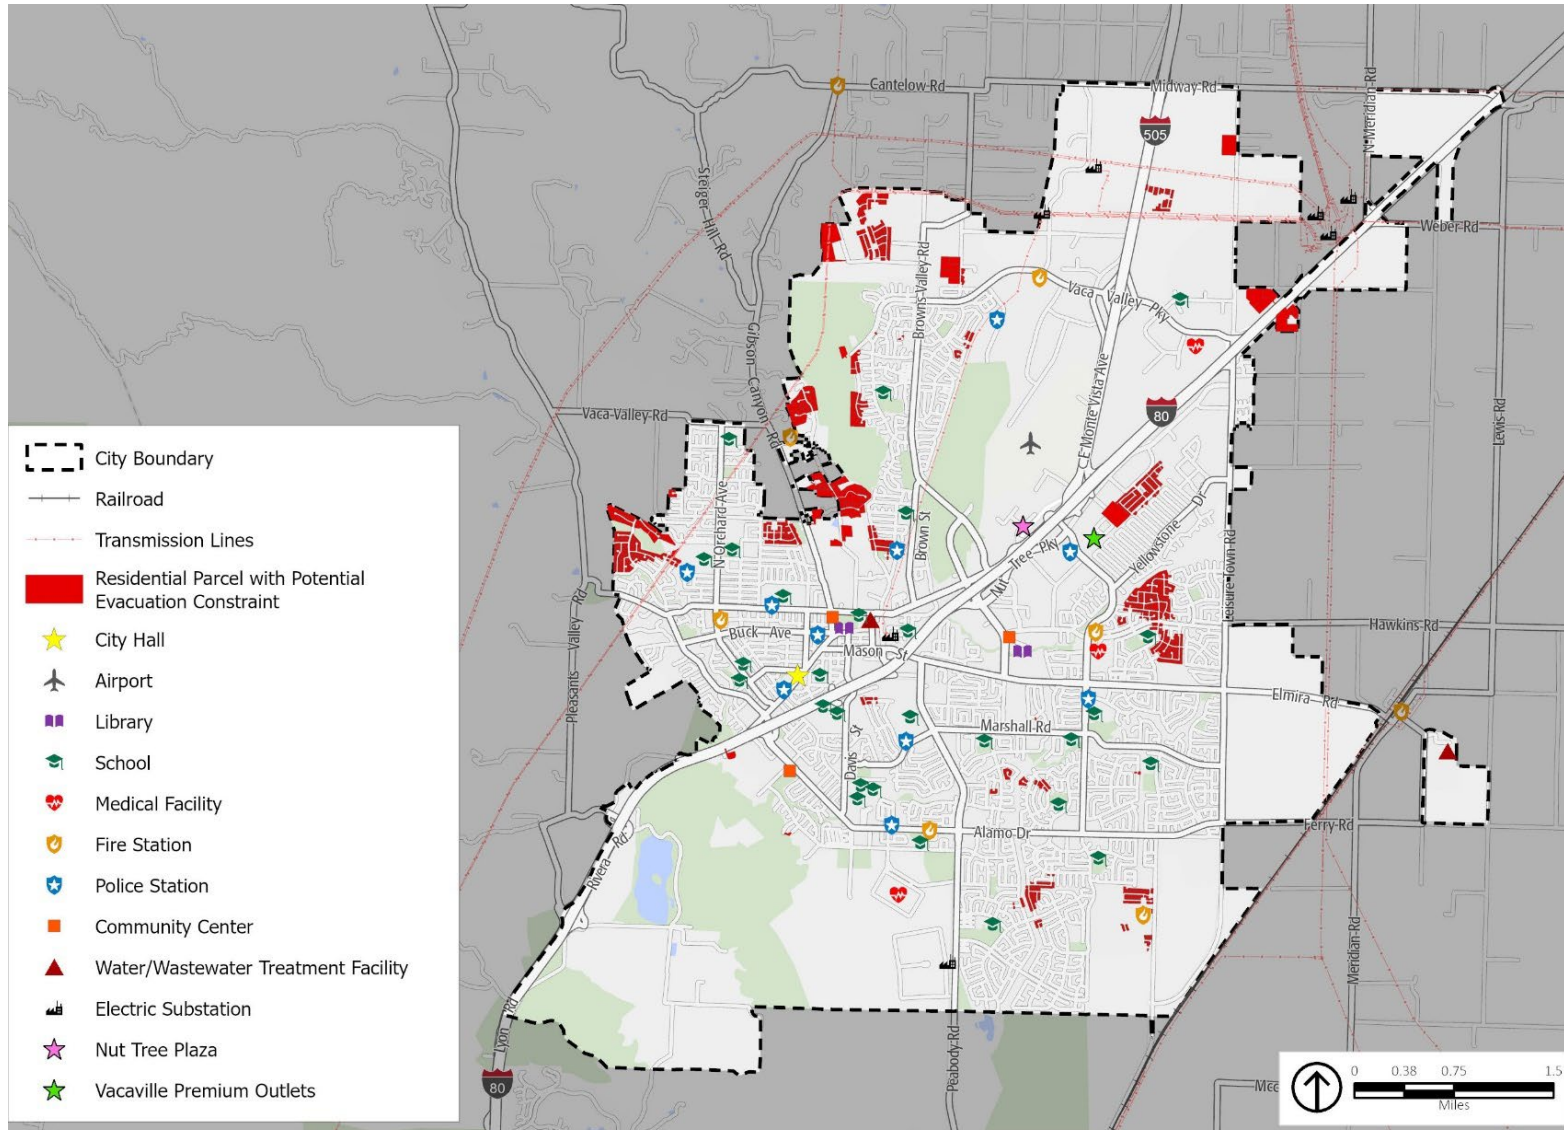 Cantelow Rd
Midway Rd
N Meridian Rd
505
Steiger Hill Rd
Weber Rd
Browns Valley Rd
Vaca Valley Pky
Gibson Canyon Rd
E Monte Vista Ave
80
Vaca Valley Rd
Lewis Rd
N Orchard Ave
Brown St
Nut Tree Pky
Yellowstone Dr
Leisure Town Rd
Pleasants Valley Rd
Buck Ave
Mason St
Hawkins Rd
Elmira Rd
Davis St
Marshall Rd
Alamo Dr
Ferry Rd
Rivera Rd
Meridian Rd
Lyon Rd
80
Peabody Rd
City Boundary
Railroad
Transmission Lines
Residential Parcel with Potential
Evacuation Constraint
City Hall
Airport
Library
School
Medical Facility
Fire Station
Police Station
Community Center
Water/Wastewater Treatment Facility
Electric Substation
Nut Tree Plaza
Vacaville Premium Outlets
0 0.38 0.75 1.5
Miles